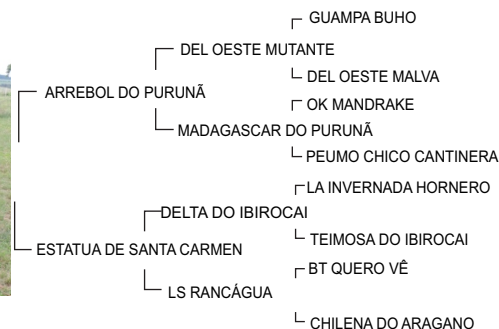 GUAMPA BUHO
DEL OESTE MUTANTE
DEL OESTE MALVA
ARREBOL DO PURUNÃ
OK MANDRAKE
MADAGASCAR DO PURUNÃ
PEUMO CHICO CANTINERA
LA INVERNADA HORNERO
DELTA DO IBIROCAI
TEIMOSA DO IBIROCAI
ESTATUA DE SANTA CARMEN
BT QUERO VÊ
LS RANCÁGUA
CHILENA DO ARAGANO